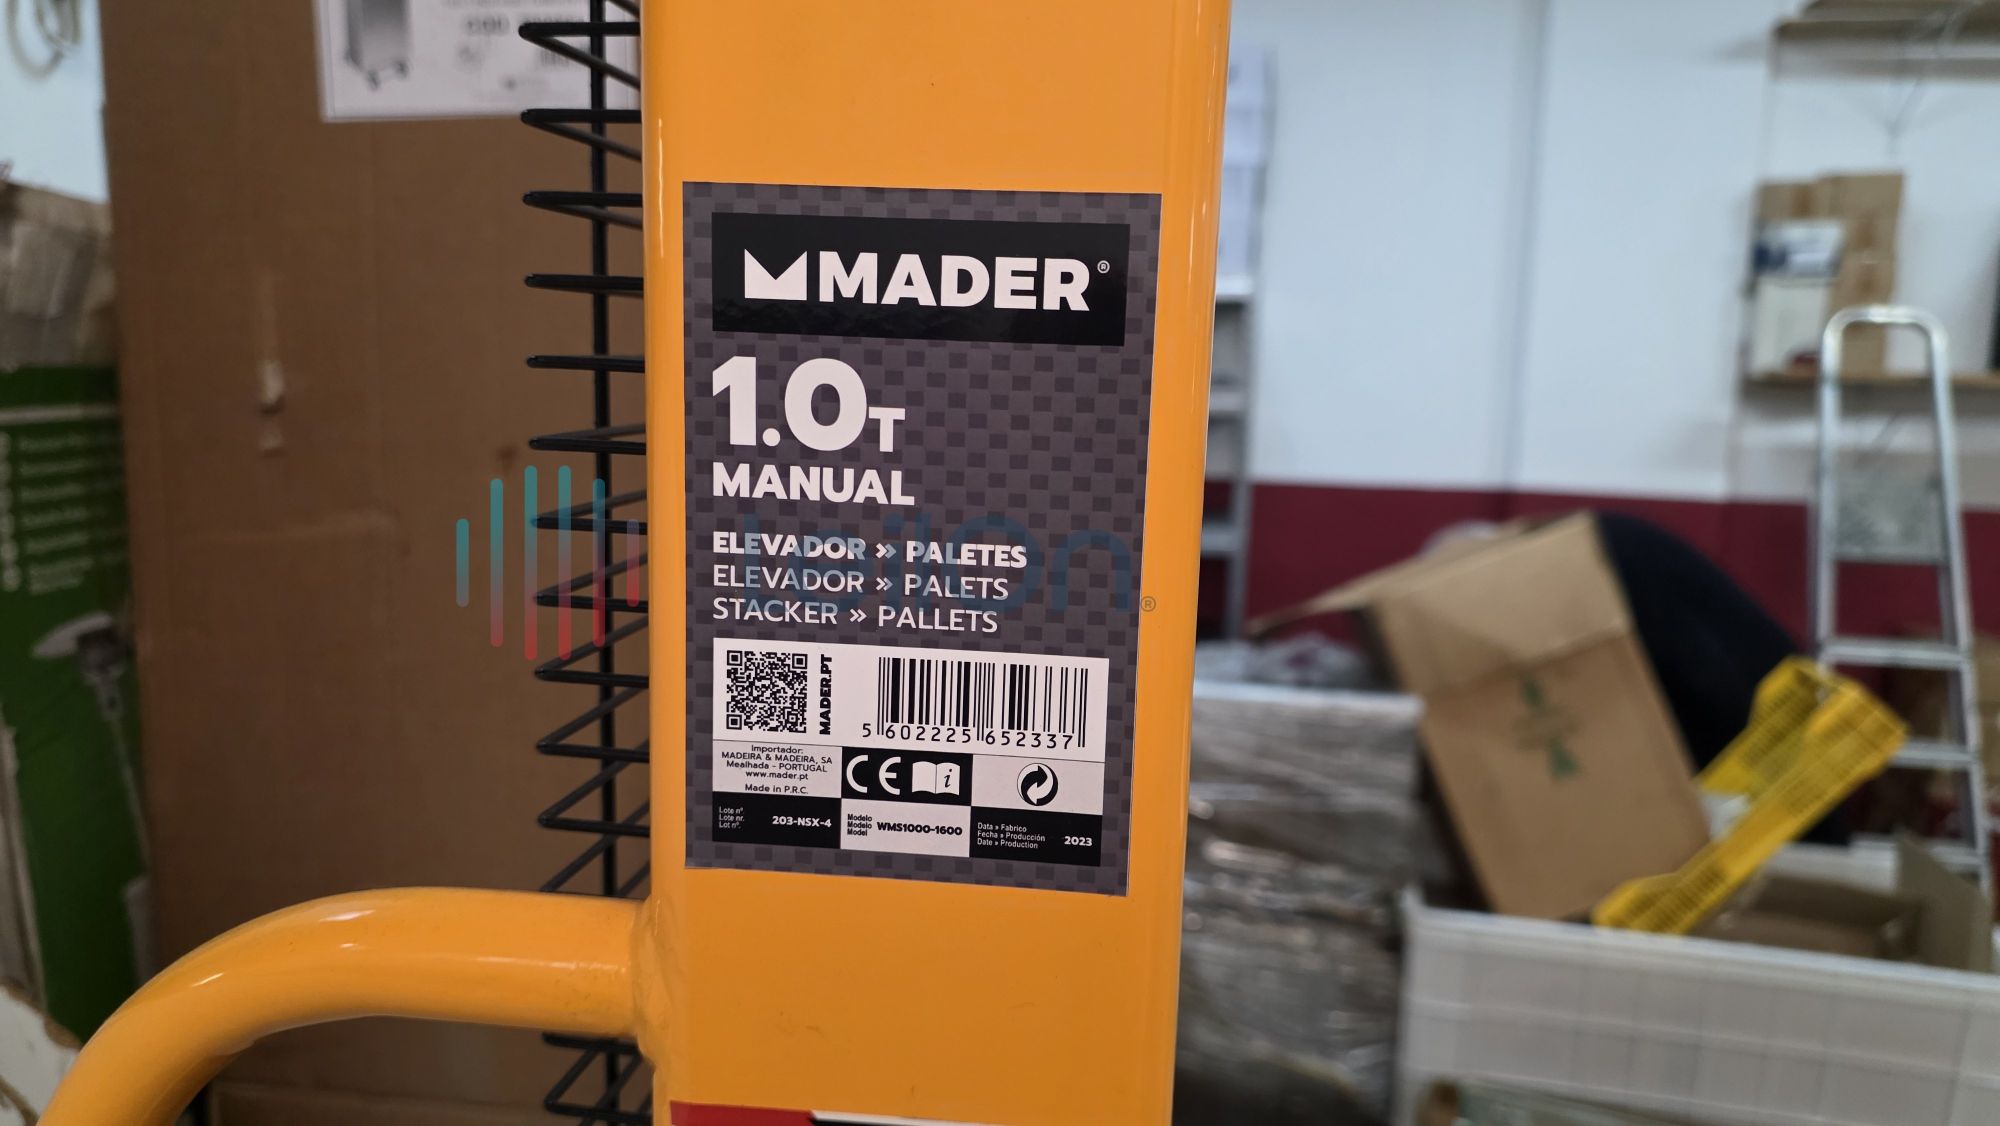 MADER®
1.0T
MANUAL
ELEVADOR » PALETES
ELEVADOR » PALETS
STACKER » PALLETS
MADER.PT
5 602225 652337
Importador:
MADEIRA & MADEIRA, SA
Mealhada - PORTUGAL
www.mader.pt
Made in P.R.C.
CE
i
Lote nº.
Lote nr.
Lot nº.
203-NSX-4
Modelo
Modelo
Model
WMS1000-1600
Data » Fabrico
Fecha » Producción
Date » Production
2023
LeilOn®